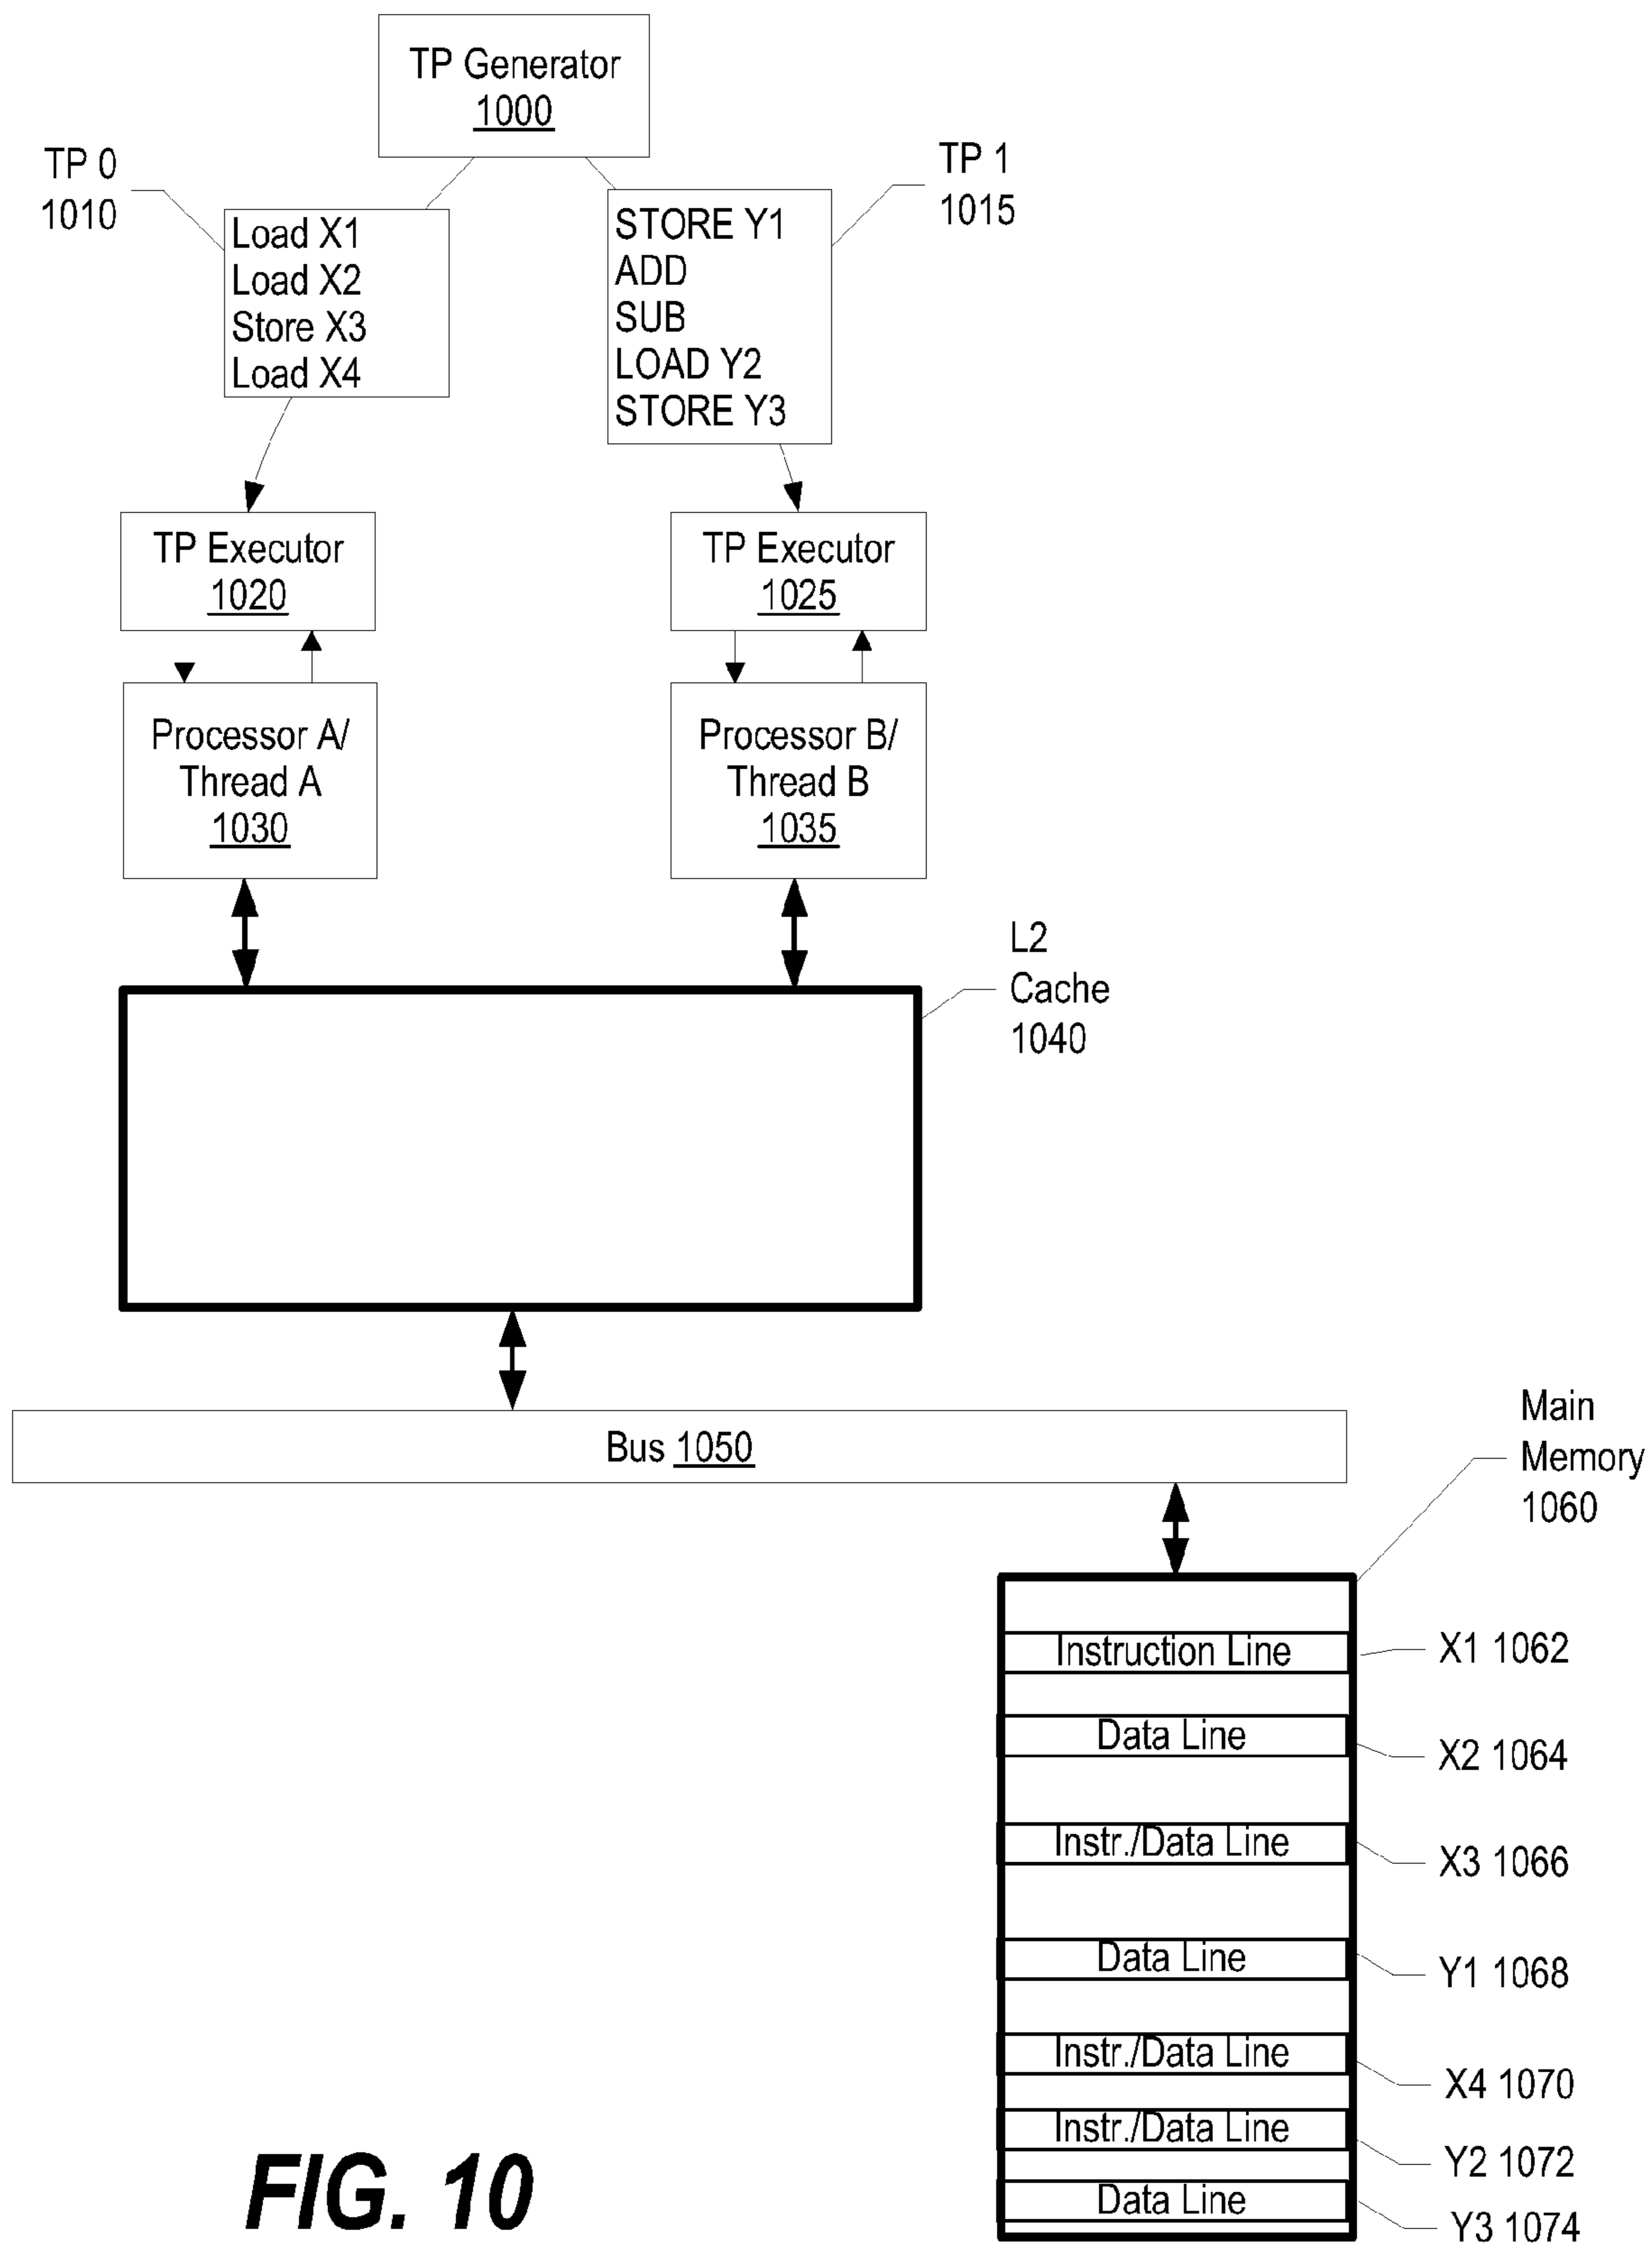 TP Generator
1000
TP 0
1010
Load X1
Load X2
Store X3
Load X4
STORE Y1
ADD
SUB
LOAD Y2
STORE Y3
TP 1
1015
TP Executor
1020
TP Executor
1025
Processor A/
Thread A
1030
Processor B/
Thread B
1035
L2
Cache
1040
Bus 1050
Main
Memory
1060
Instruction Line
X1 1062
Data Line
X2 1064
Instr./Data Line
X3 1066
Data Line
Y1 1068
Instr./Data Line
X4 1070
Instr./Data Line
Y2 1072
Data Line
Y3 1074
FIG. 10